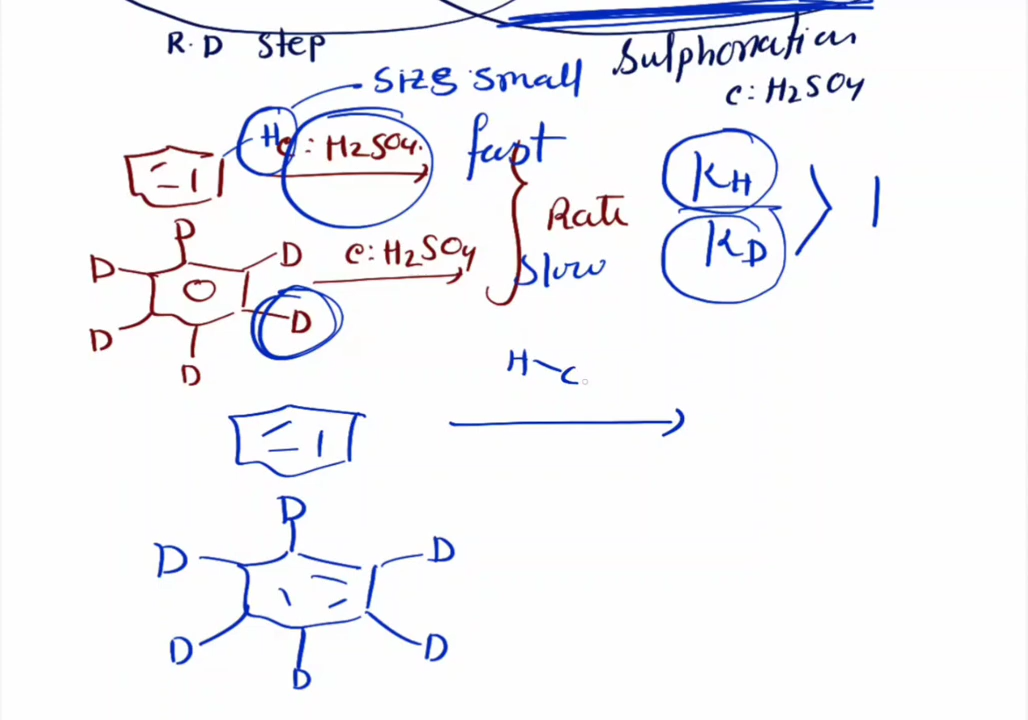 R.D Step
Sulphonation
C:H2SO4
Size small
H
C:H2SO4.
fast
KH
KD
> 1
Rate
D
D
D
C:H2SO4
Slow
D
D
D
H-C
D
D
D
D
D
D